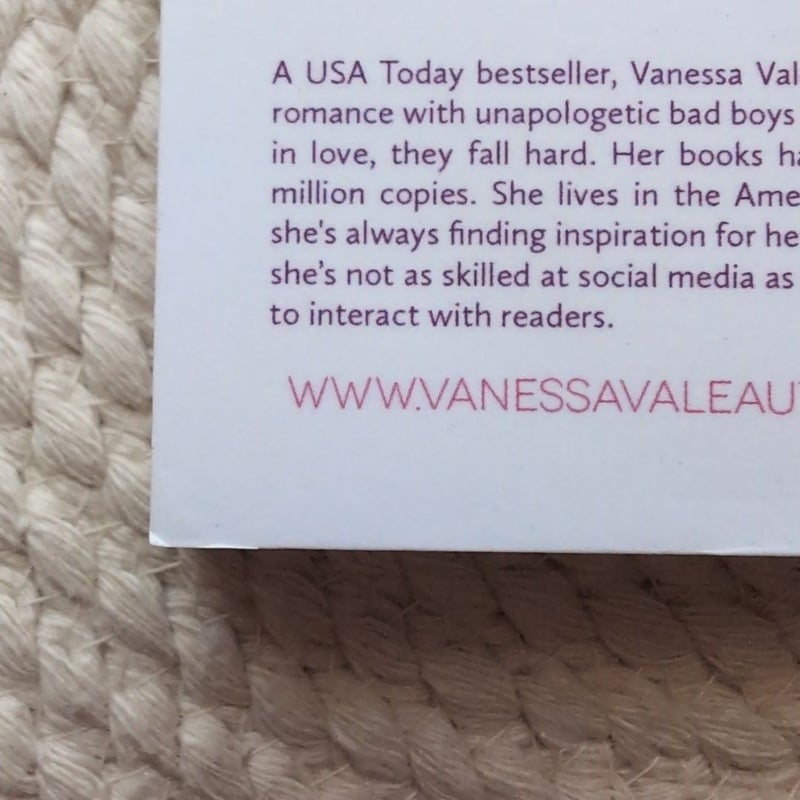 A USA Today bestseller, Vanessa Val
romance with unapologetic bad boys
in love, they fall hard. Her books ha
million copies. She lives in the Ame
she's always finding inspiration for he
she's not as skilled at social media as
to interact with readers.
WWW.VANESSAVALEAU